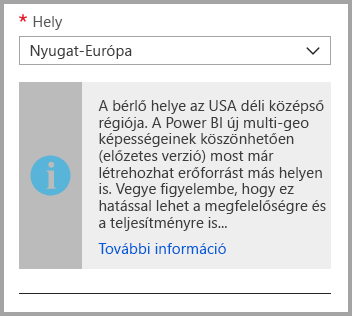 * Hely
Nyugat-Európa
A bérlő helye az USA déli középső
régiója. A Power BI új multi-geo
képességeinek köszönhetően
(előzetes verzió) most már
létrehozhat erőforrást más helyen
is. Vegye figyelembe, hogy ez
hatással lehet a megfelelőségre és
a teljesítményre is...
További információ